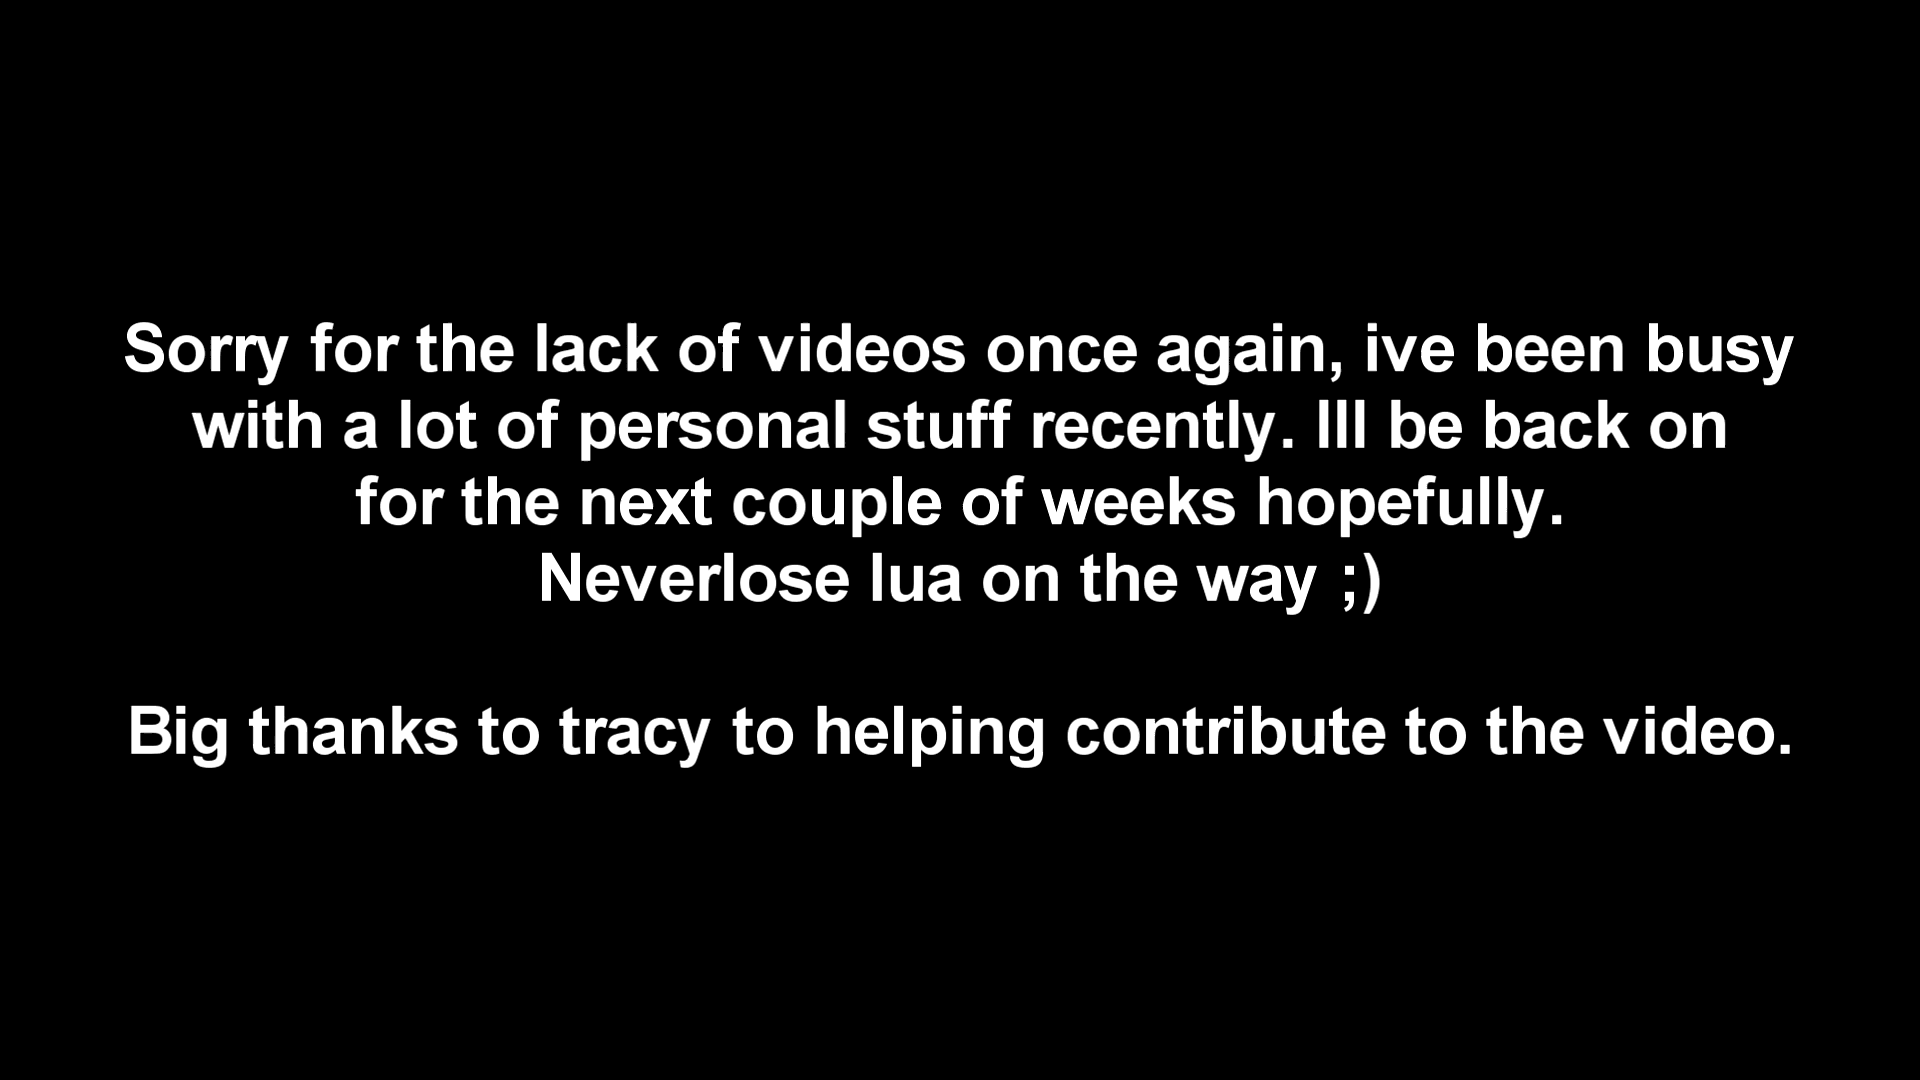 Sorry for the lack of videos once again, ive been busy
with a lot of personal stuff recently. Ill be back on
for the next couple of weeks hopefully.
Neverlose lua on the way ;)
Big thanks to tracy to helping contribute to the video.